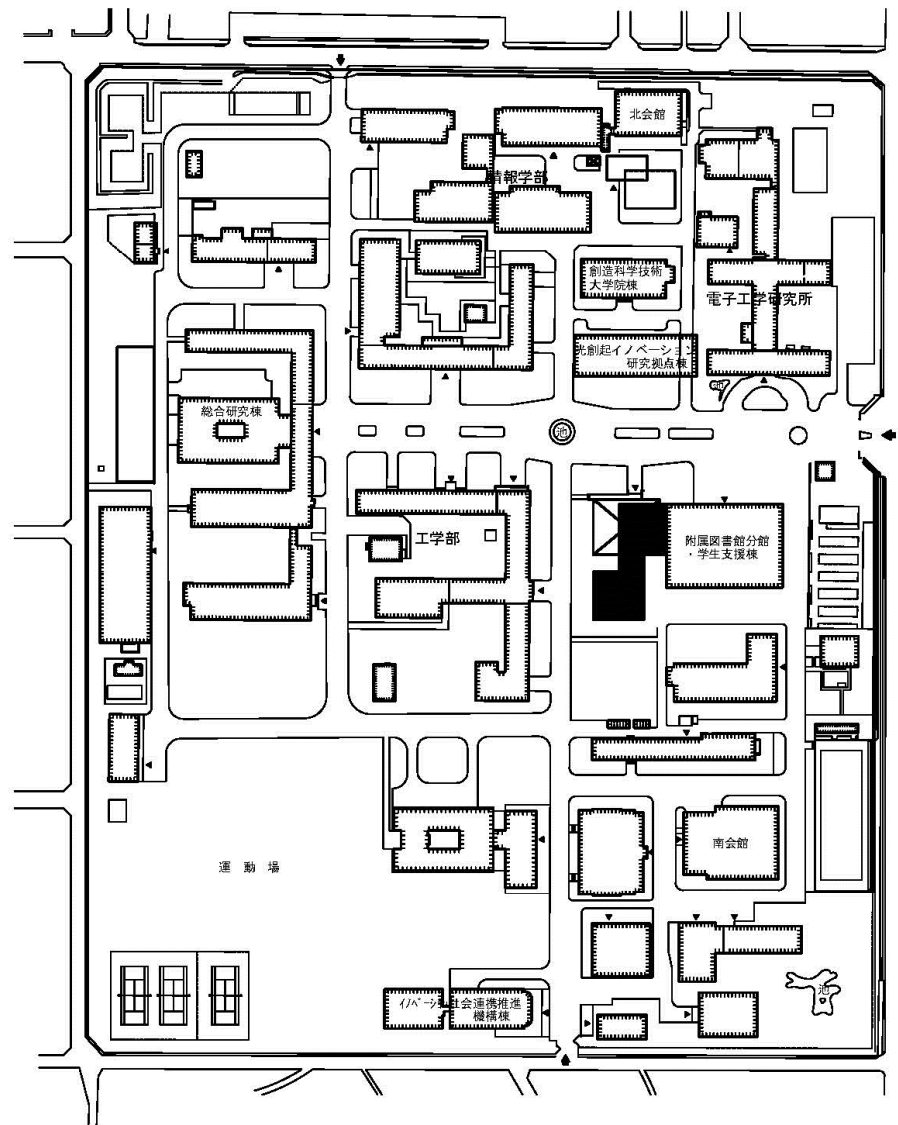 北会館
情報学部
創造科学技術
大学院棟
電子工学研究所
光創起イノベーション
研究拠点棟
池
総合研究棟
池
工学部
附属図書館分館
・学生支援棟
南会館
運 動 場
池
イノベーション社会連携推進
機構棟